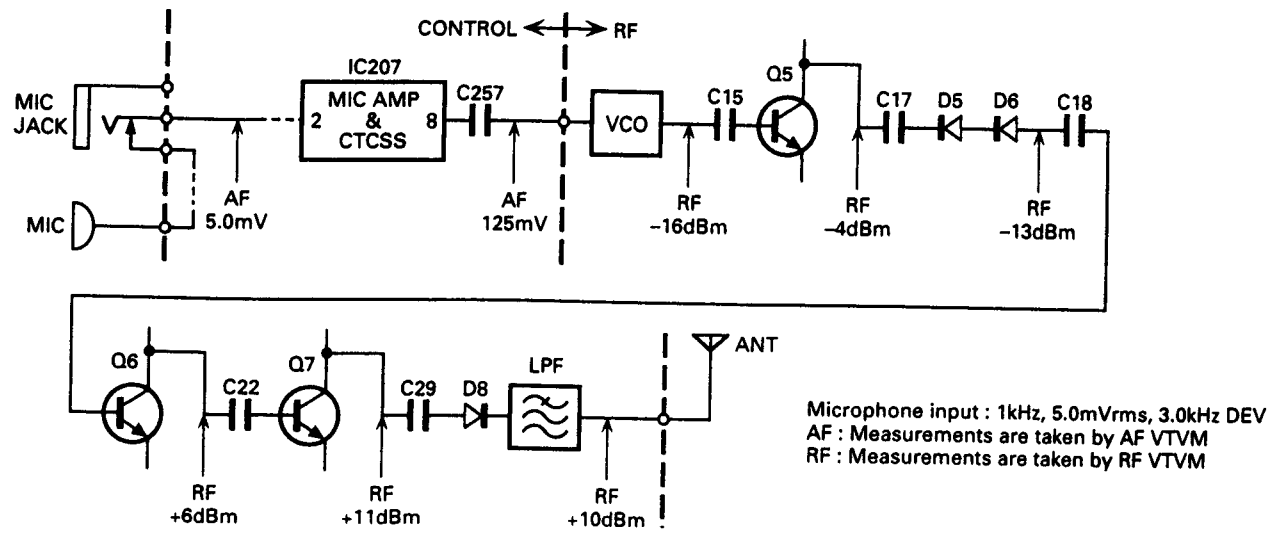 CONTROL
RF
MIC
JACK
MIC
AF
5.0mV
IC207
MIC AMP
&
CTCSS
2
8
C257
AF
125mV
VCO
RF
–16dBm
C15
Q5
RF
–4dBm
C17
D5
D6
C18
RF
–13dBm
Q6
C22
RF
+6dBm
Q7
C29
RF
+11dBm
D8
LPF
RF
+10dBm
ANT
Microphone input : 1kHz, 5.0mVrms, 3.0kHz DEV
AF : Measurements are taken by AF VTVM
RF : Measurements are taken by RF VTVM